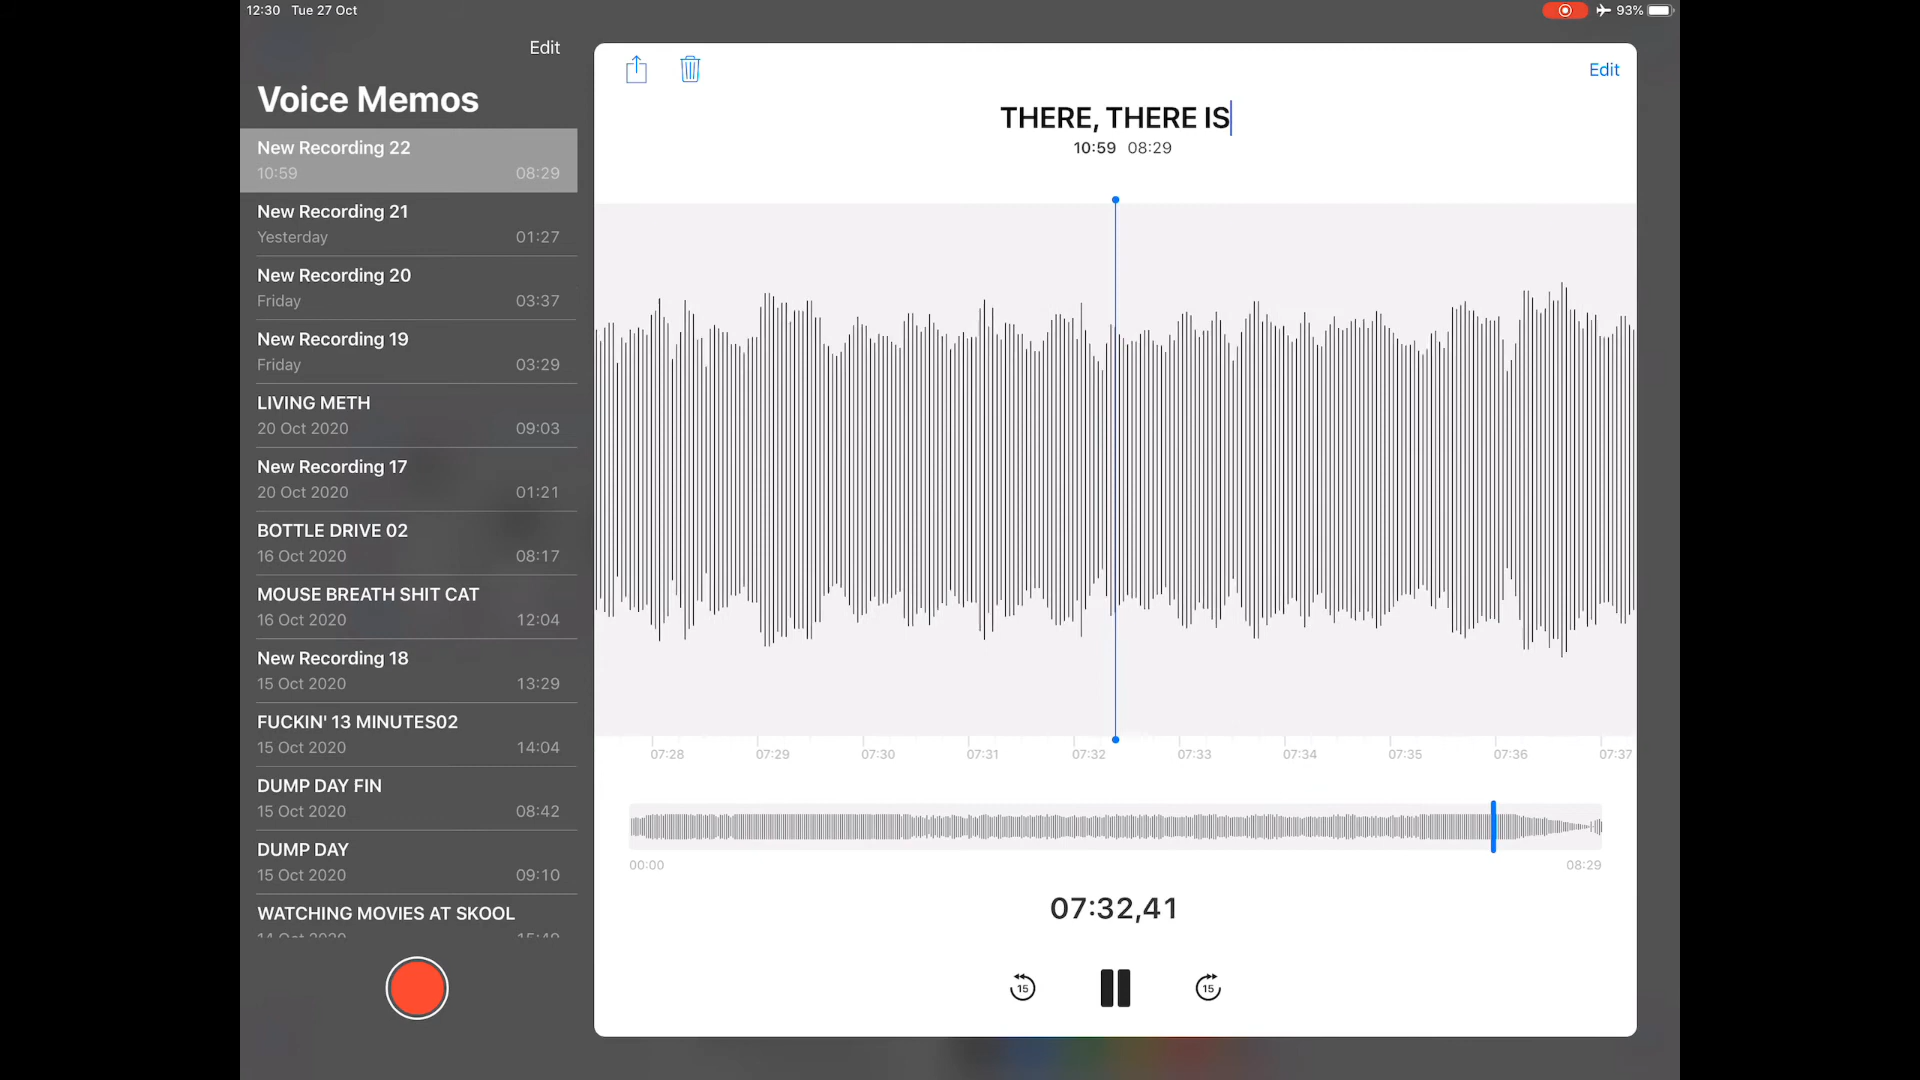 12:30 Tue 27 Oct
93%
Edit
Voice Memos
New Recording 22
10:59 08:29
New Recording 21
Yesterday 01:27
New Recording 20
Friday 03:37
New Recording 19
Friday 03:29
LIVING METH
20 Oct 2020 09:03
New Recording 17
20 Oct 2020 01:21
BOTTLE DRIVE 02
16 Oct 2020 08:17
MOUSE BREATH SHIT CAT
16 Oct 2020 12:04
New Recording 18
15 Oct 2020 13:29
FUCKIN' 13 MINUTES02
15 Oct 2020 14:04
DUMP DAY FIN
15 Oct 2020 08:42
DUMP DAY
15 Oct 2020 09:10
WATCHING MOVIES AT SKOOL
Edit
THERE, THERE IS
10:59 08:29
07:28 07:29 07:30 07:31 07:32 07:33 07:34 07:35 07:36 07:37
00:00 08:29
07:32,41
15 15